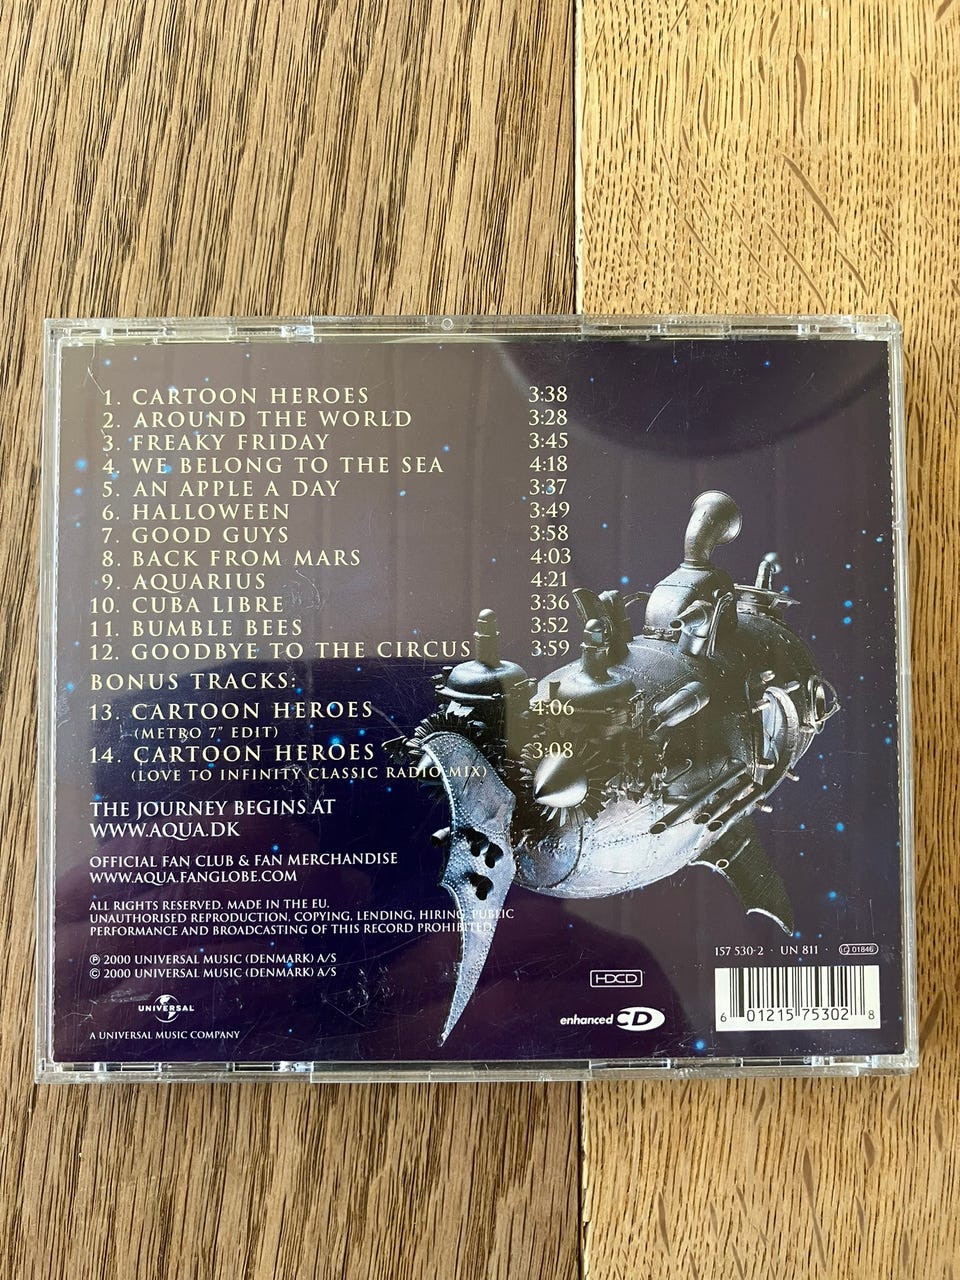 1. CARTOON HEROES 3:38
2. AROUND THE WORLD 3:28
3. FREAKY FRIDAY 3:45
4. WE BELONG TO THE SEA 4:18
5. AN APPLE A DAY 3:37
6. HALLOWEEN 3:49
7. GOOD GUYS 3:58
8. BACK FROM MARS 4:03
9. AQUARIUS 4:21
10. CUBA LIBRE 3:36
11. BUMBLE BEES 3:52
12. GOODBYE TO THE CIRCUS 3:59
BONUS TRACKS:
13. CARTOON HEROES 4:06
(METRO 7" EDIT)
14. CARTOON HEROES 3:08
(LOVE TO INFINITY CLASSIC RADIO MIX)
THE JOURNEY BEGINS AT
WWW.AQUA.DK
OFFICIAL FAN CLUB & FAN MERCHANDISE
WWW.AQUA.FANGLOBE.COM
ALL RIGHTS RESERVED. MADE IN THE EU.
UNAUTHORISED REPRODUCTION, COPYING, LENDING, HIRING, PUBLIC
PERFORMANCE AND BROADCASTING OF THIS RECORD PROHIBITED.
℗ 2000 UNIVERSAL MUSIC (DENMARK) A/S
© 2000 UNIVERSAL MUSIC (DENMARK) A/S
UNIVERSAL
A UNIVERSAL MUSIC COMPANY
HDCD
enhanced CD
157 530-2 · UN 811 · LC 01846
6 01215 75302 8